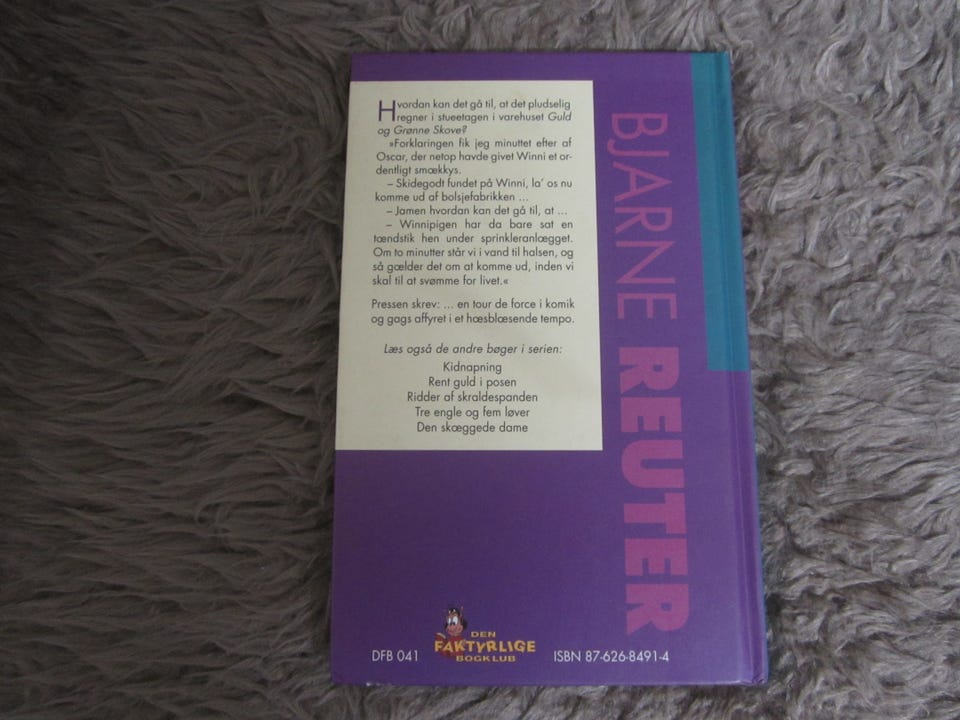 Hvordan kan det gå til, at det pludselig
regner i stueetagen i varehuset Guld
og Grønne Skove?
»Forklaringen fik jeg minuttet efter af
Oscar, der netop havde givet Winni et or-
dentligt smækkys.
– Skidegodt fundet på Winni, la' os nu
komme ud af bolsjefabrikken ...
– Jamen hvordan kan det gå til, at ...
– Winnipigen har da bare sat en
tændstik hen under sprinkleranlægget.
Om to minutter står vi i vand til halsen, og
så gælder det om at komme ud, inden vi
skal til at svømme for livet.«
Pressen skrev: ... en tour de force i komik
og gags affyret i et hæsblæsende tempo.
Læs også de andre bøger i serien:
Kidnapning
Rent guld i posen
Ridder af skraldespanden
Tre engle og fem løver
Den skæggede dame
BJARNE REUTER
DFB 041
DEN
FAKTYRLIGE
BOGKLUB
ISBN 87-626-8491-4